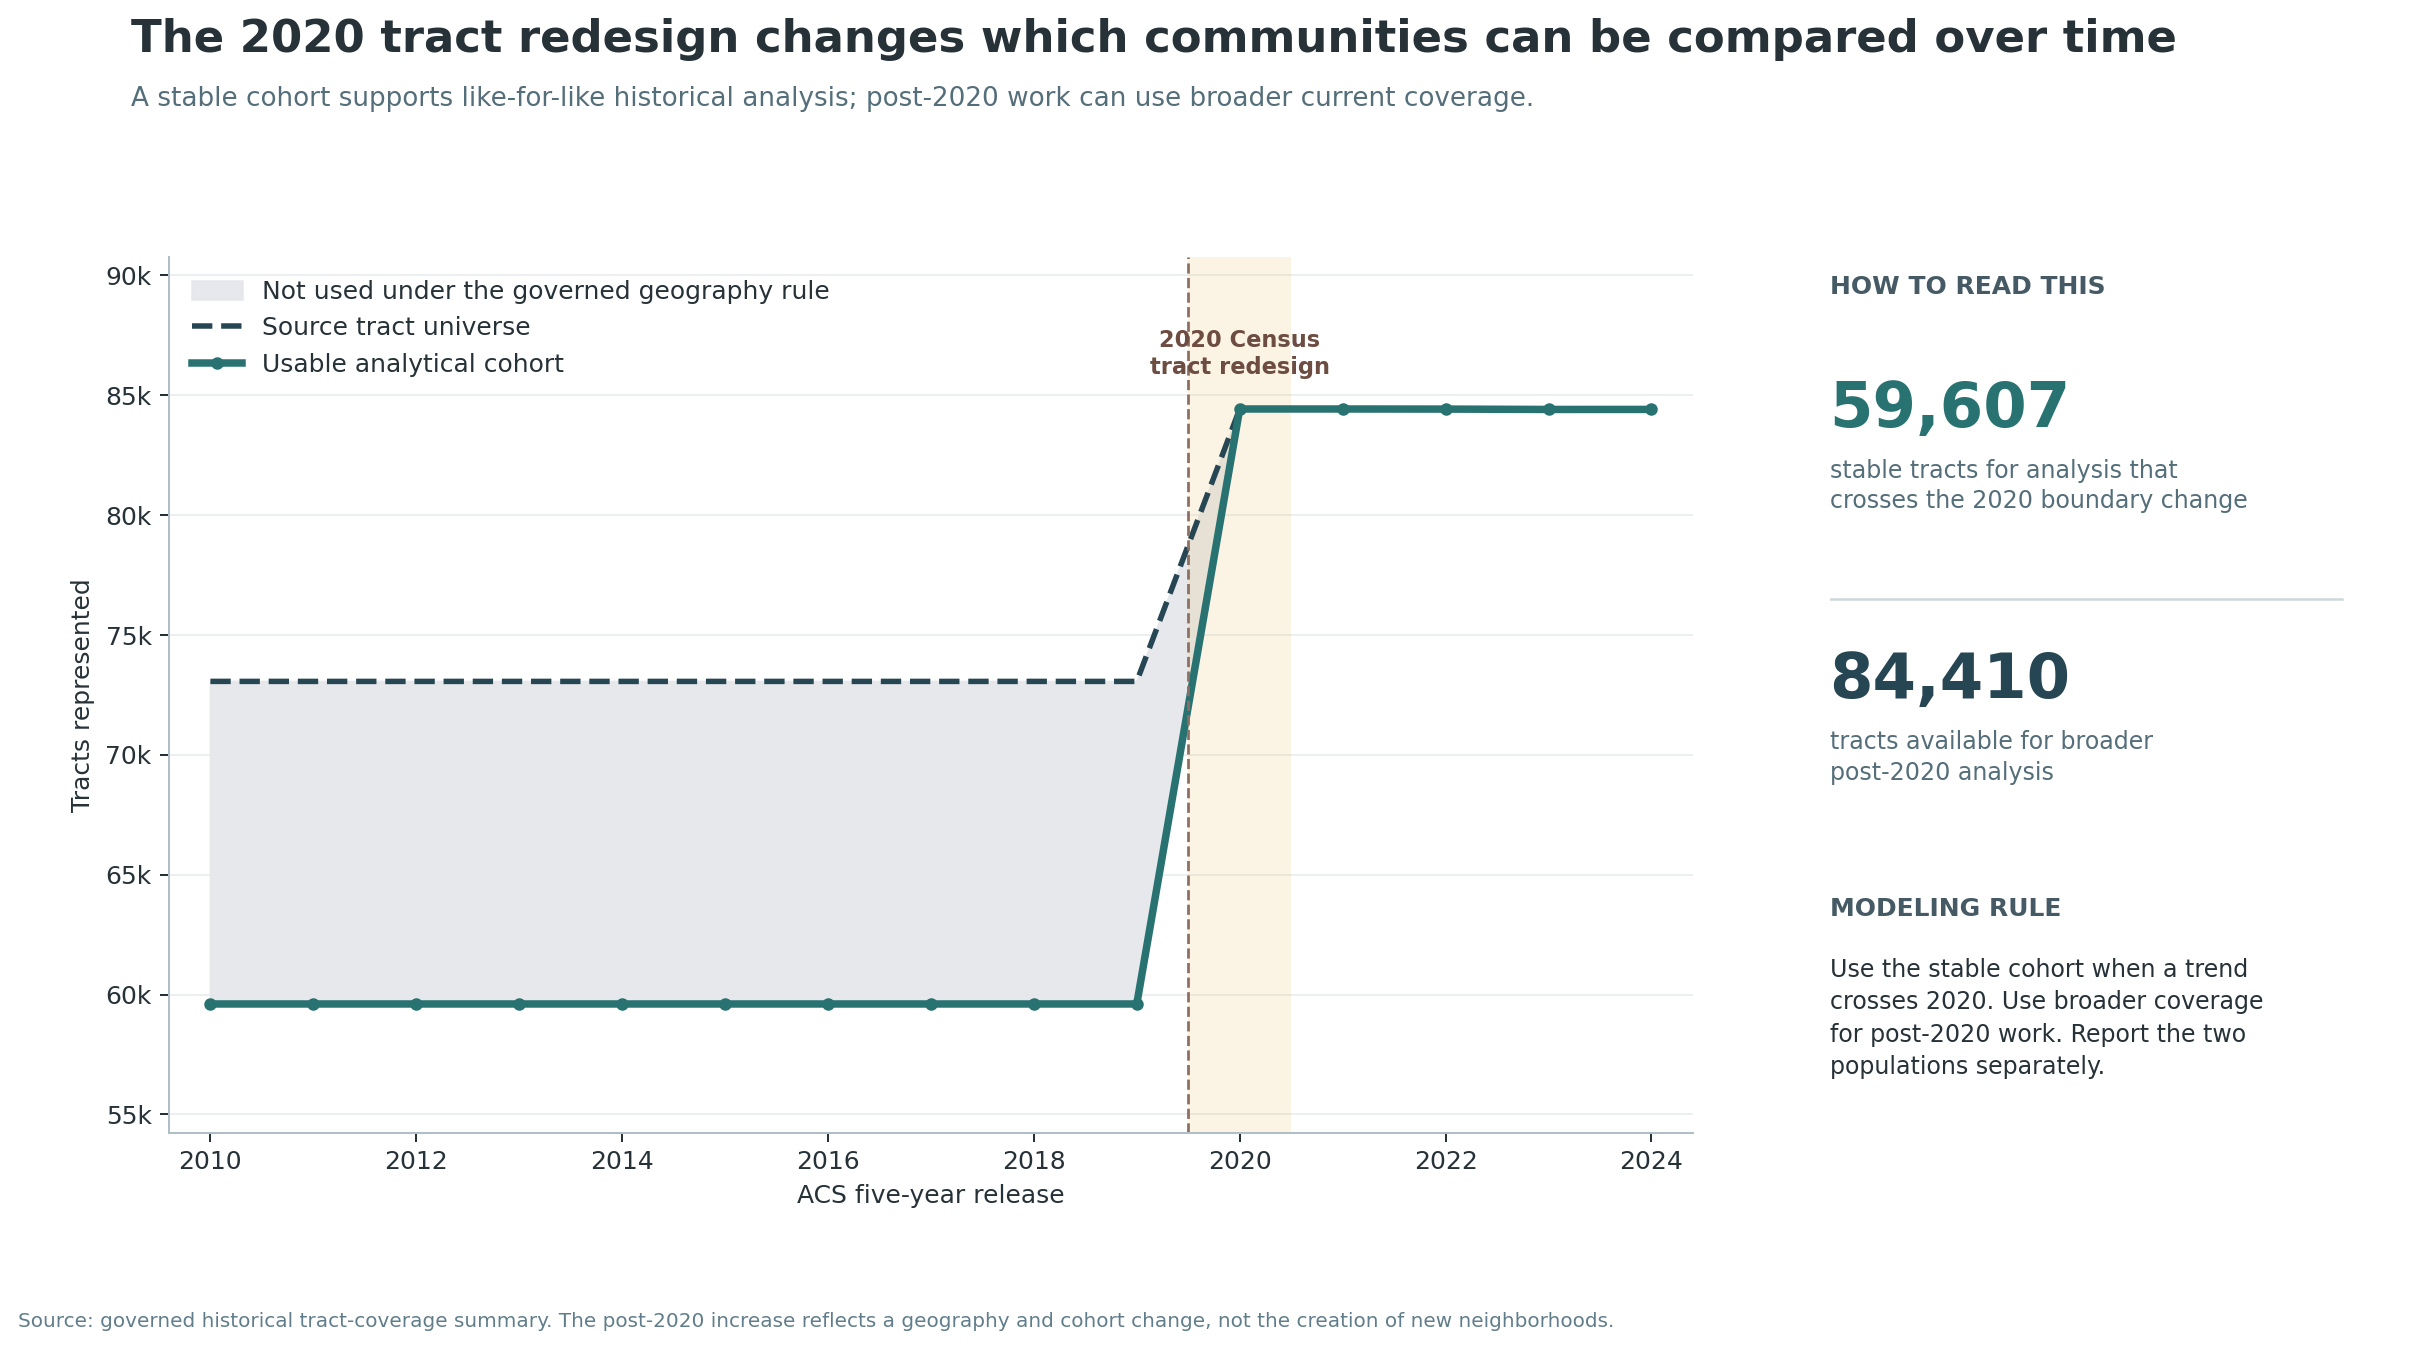 The 2020 tract redesign changes which communities can be compared over time
A stable cohort supports like-for-like historical analysis; post-2020 work can use broader current coverage.
90k
85k
80k
75k
70k
65k
60k
55k
Tracts represented
Not used under the governed geography rule
Source tract universe
Usable analytical cohort
2020 Census
tract redesign
2010
2012
2014
2016
2018
2020
2022
2024
ACS five-year release
HOW TO READ THIS
59,607
stable tracts for analysis that
crosses the 2020 boundary change
84,410
tracts available for broader
post-2020 analysis
MODELING RULE
Use the stable cohort when a trend
crosses 2020. Use broader coverage
for post-2020 work. Report the two
populations separately.
Source: governed historical tract-coverage summary. The post-2020 increase reflects a geography and cohort change, not the creation of new neighborhoods.